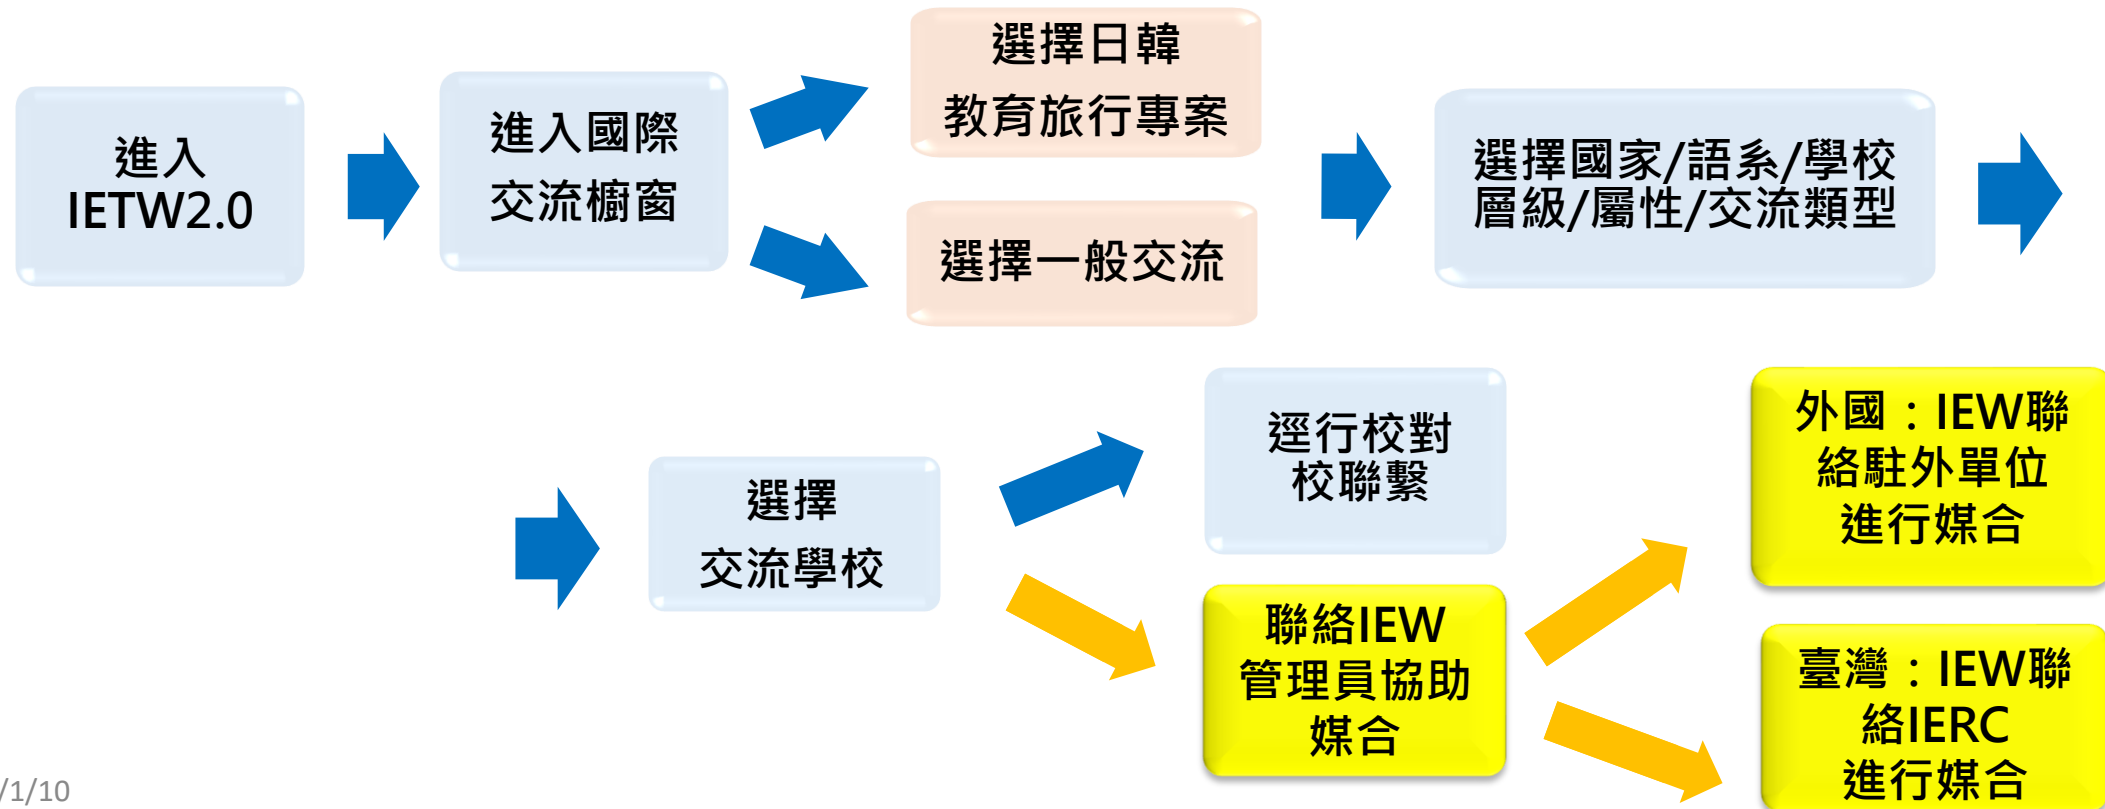 進入
IETW2.0
進入國際
交流櫥窗
選擇日韓
教育旅行專案
選擇一般交流
選擇國家/語系/學校
層級/屬性/交流類型
選擇
交流學校
逕行校對
校聯繫
聯絡IEW
管理員協助
媒合
外國：IEW聯
絡駐外單位
進行媒合
臺灣：IEW聯
絡IERC
進行媒合
/1/10